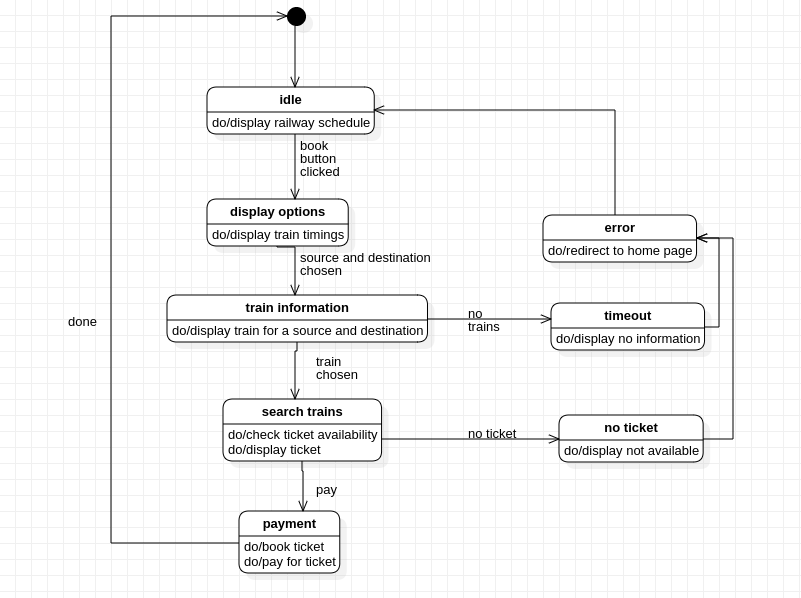 idle
do/display railway schedule
book
button
clicked
display options
do/display train timings
error
do/redirect to home page
source and destination
chosen
train information
do/display train for a source and destination
no
trains
timeout
do/display no information
done
train
chosen
search trains
do/check ticket availability
do/display ticket
no ticket
no ticket
do/display not available
pay
payment
do/book ticket
do/pay for ticket